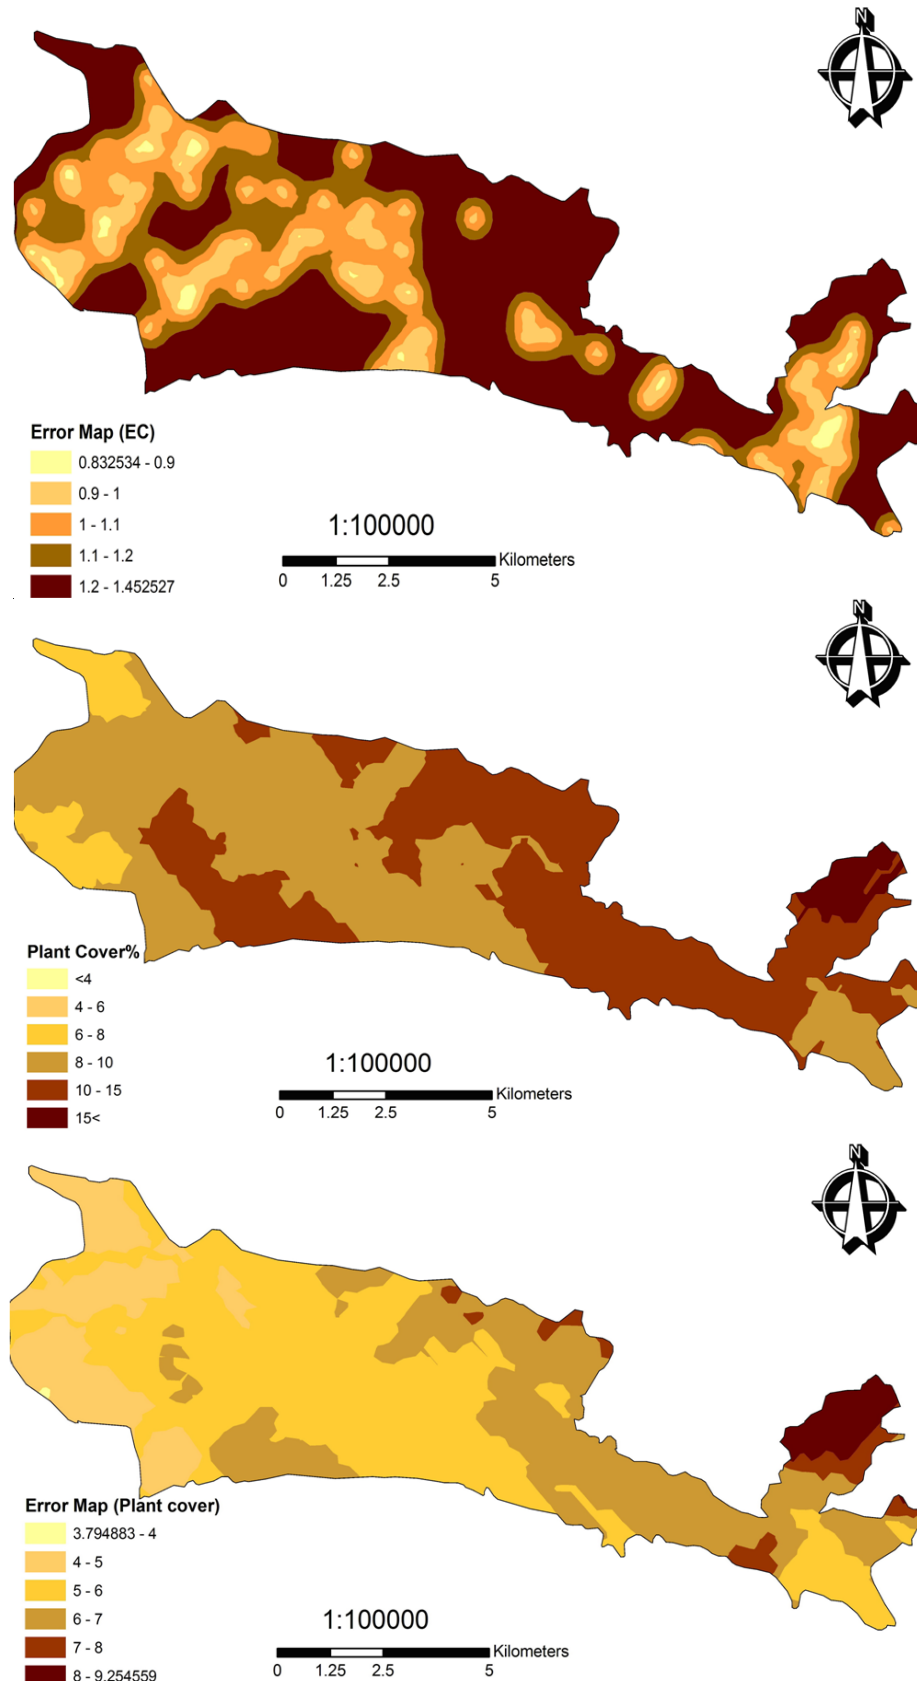 N
Error Map (EC)
0.832534 - 0.9
0.9 - 1
1 - 1.1
1.1 - 1.2
1.2 - 1.452527
1:100000
Kilometers
0 1.25 2.5 5
N
Plant Cover%
<4
4 - 6
6 - 8
8 - 10
10 - 15
15<
1:100000
Kilometers
0 1.25 2.5 5
N
Error Map (Plant cover)
3.794883 - 4
4 - 5
5 - 6
6 - 7
7 - 8
8 - 9.254559
1:100000
Kilometers
0 1.25 2.5 5